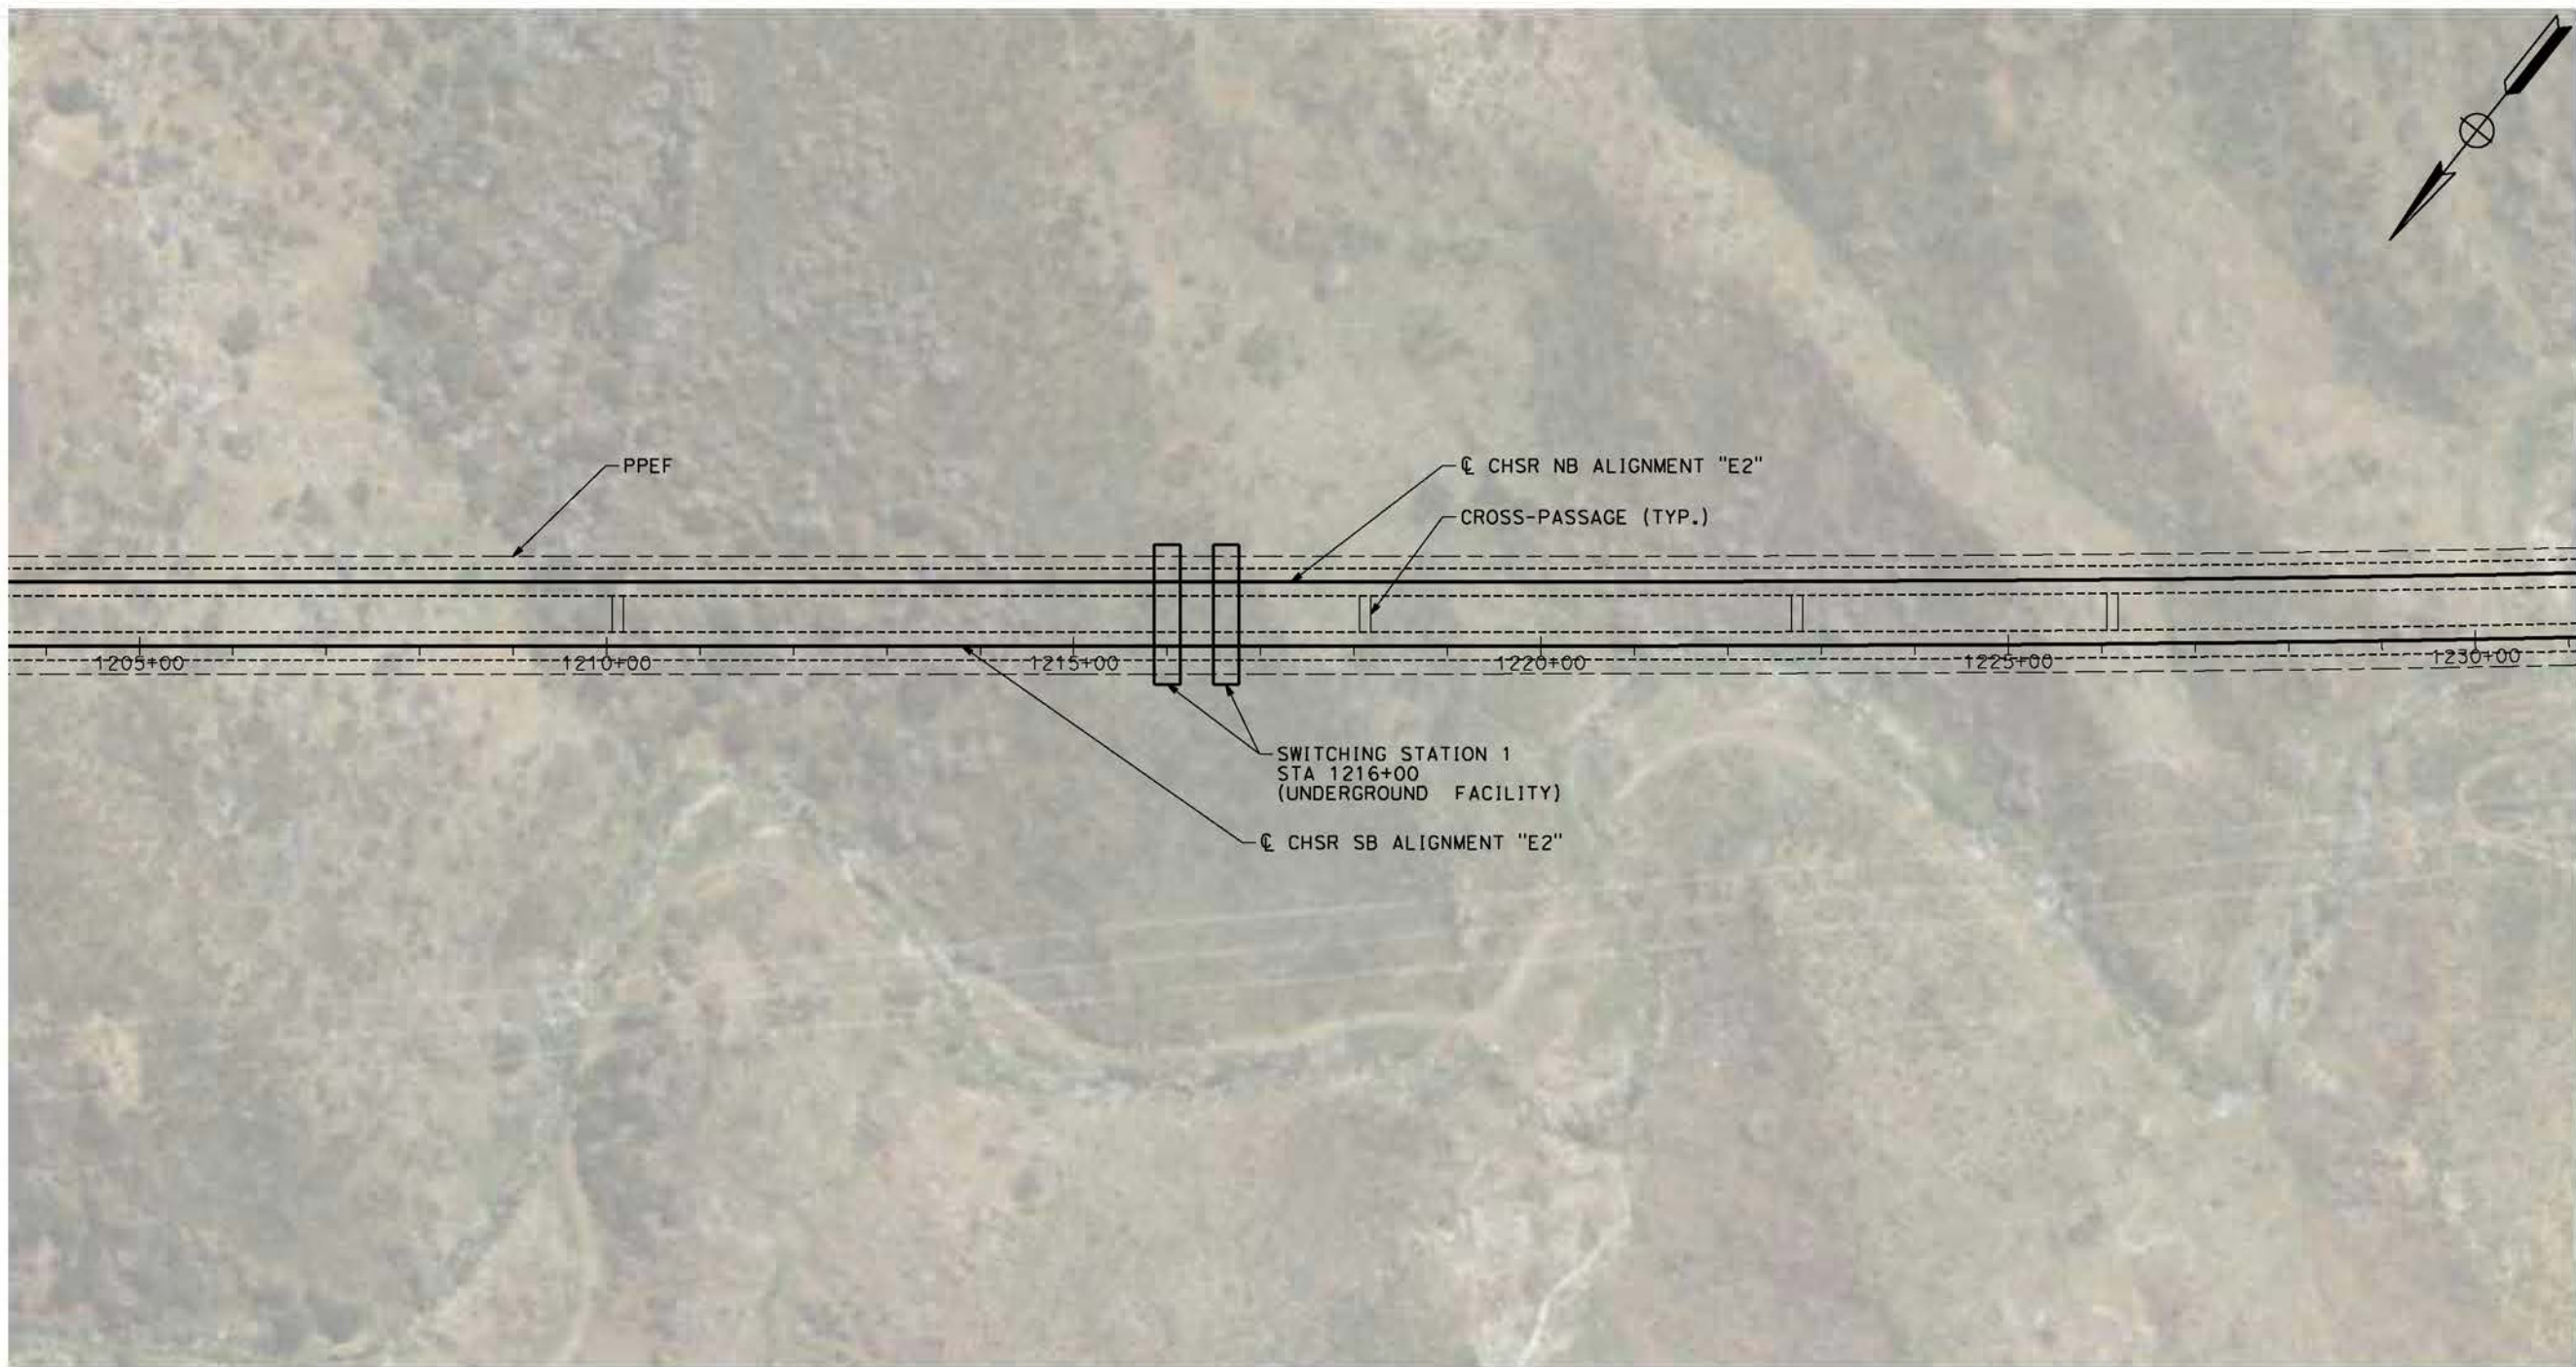 PPEF
℄ CHSR NB ALIGNMENT "E2"
CROSS-PASSAGE (TYP.)
1205+00
1210+00
1215+00
1220+00
1225+00
1230+00
SWITCHING STATION 1
STA 1216+00
(UNDERGROUND FACILITY)
℄ CHSR SB ALIGNMENT "E2"